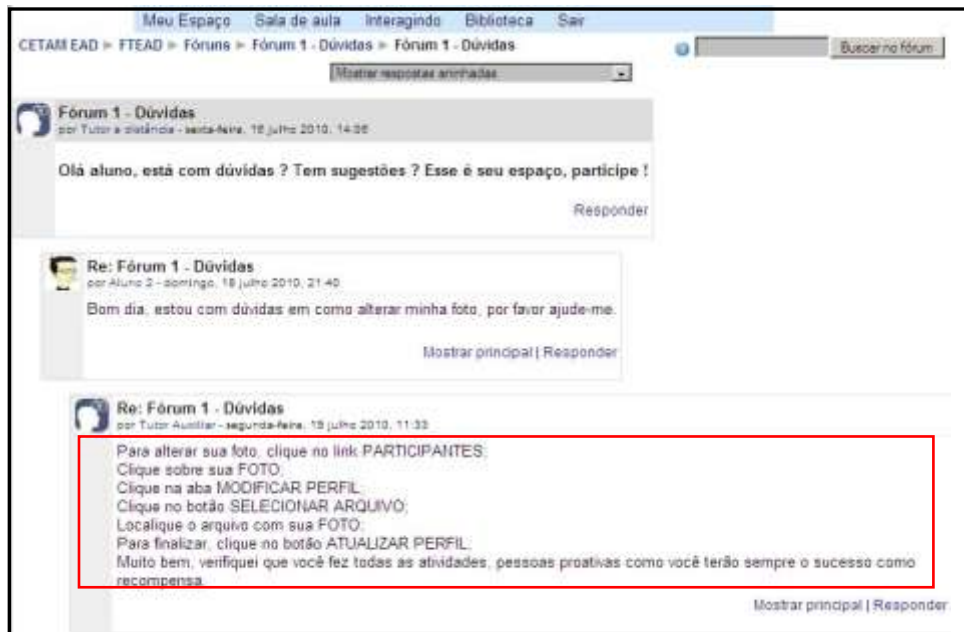 Meu Espaço Sala de aula Interagindo Biblioteca Sair
CETAM EAD ► FTEAD ► Fóruns ► Fórum 1 - Dúvidas ► Fórum 1 - Dúvidas
Buscar no fórum
Mostrar respostas aninhadas
Fórum 1 - Dúvidas
por Tutor a distância - sexta-feira, 16 julho 2010, 14:
Olá aluno, está com dúvidas ? Tem sugestões ? Esse é seu espaço, participe !
Responder
Re: Fórum 1 - Dúvidas
por Aluno 2 - domingo, 18 julho 2010, 21:40
Bom dia, estou com dúvidas em como alterar minha foto, por favor ajude-me.
Mostrar principal | Responder
Re: Fórum 1 - Dúvidas
por Tutor Auxiliar - segunda-feira, 19 julho 2010, 11:33
Para alterar sua foto, clique no link PARTICIPANTES;
Clique sobre sua FOTO;
Clique na aba MODIFICAR PERFIL;
Clique no botão SELECIONAR ARQUIVO;
Localique o arquivo com sua FOTO;
Para finalizar, clique no botão ATUALIZAR PERFIL.
Muito bem, verifiquei que você fez todas as atividades, pessoas proativas como você terão sempre o sucesso como
recompensa.
Mostrar principal | Responder